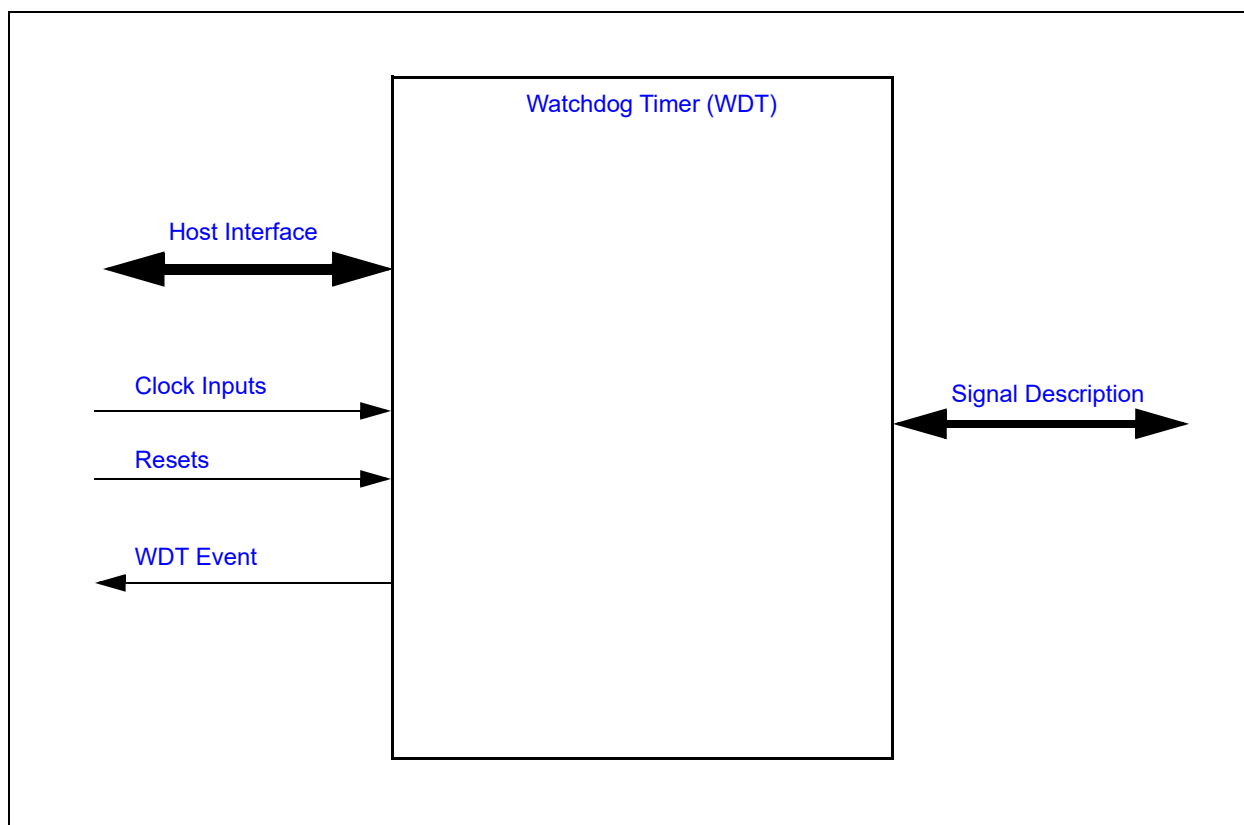 Watchdog Timer (WDT)
Host Interface
Clock Inputs
Signal Description
Resets
WDT Event